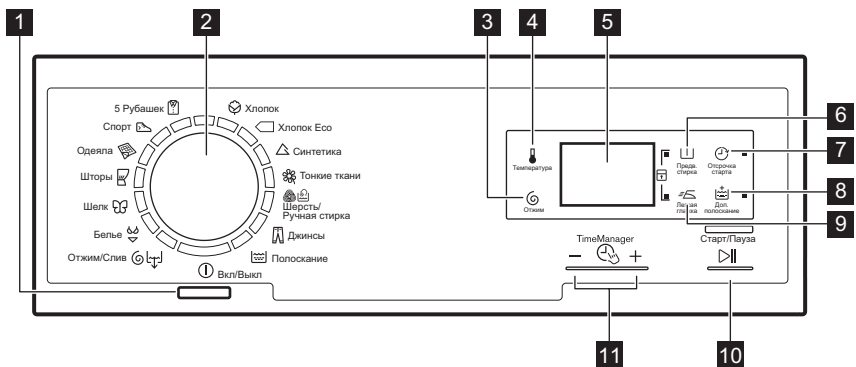 1
2
3
4
5
6
7
8
9
10
11
5 Рубашек
Спорт
Одеяла
Шторы
Шелк
Белье
Отжим/Слив
Вкл/Выкл
Хлопок
Хлопок Eco
Синтетика
Тонкие ткани
Шерсть/
Ручная стирка
Джинсы
Полоскание
Температура
Отжим
Предв.
стирка
Отсрочка
старта
Легкая
глажка
Доп.
полоскание
TimeManager
Старт/Пауза